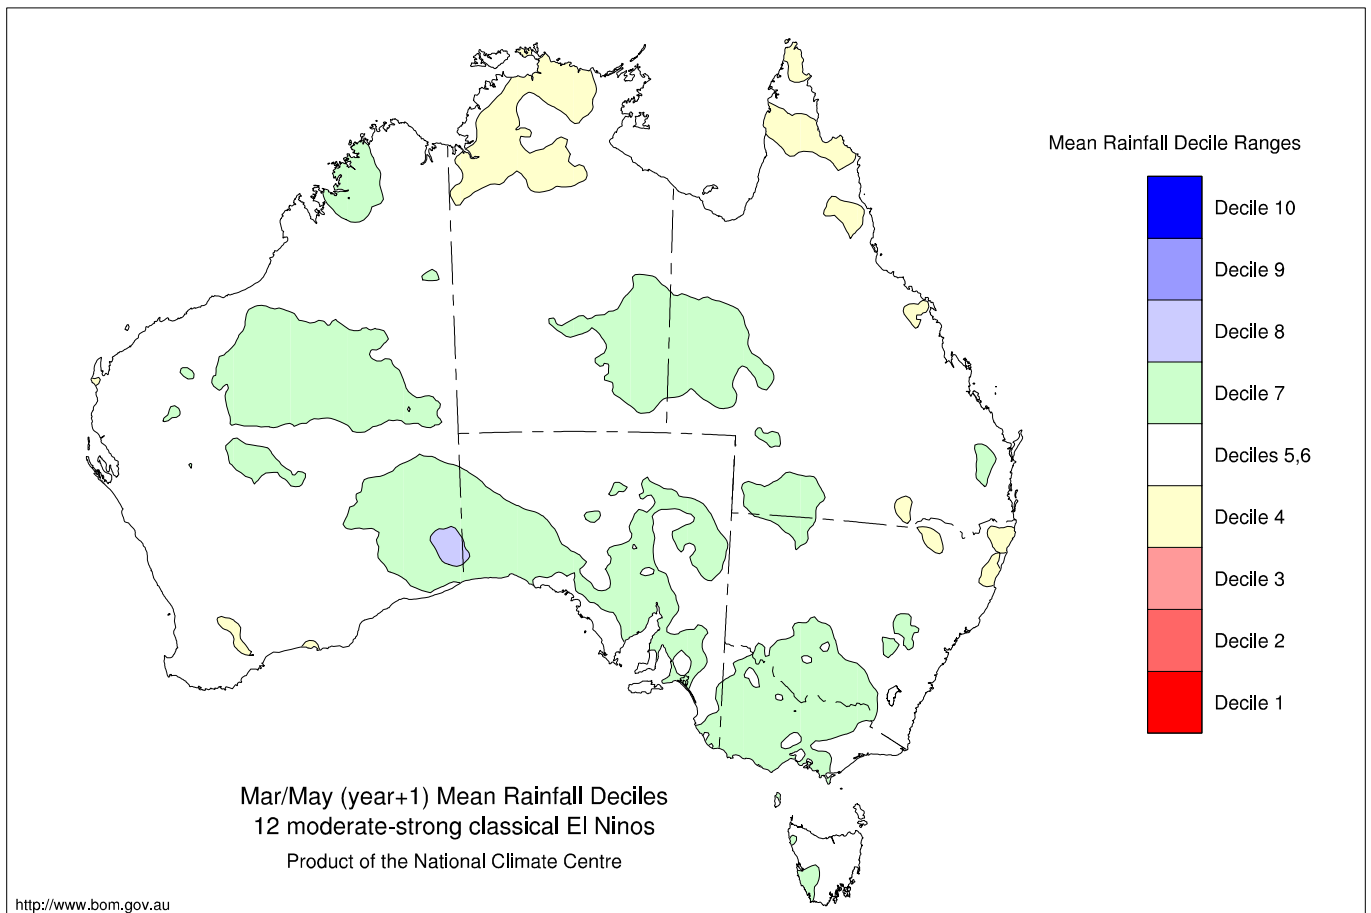 Mean Rainfall Decile Ranges
Decile 10
Decile 9
Decile 8
Decile 7
Deciles 5,6
Decile 4
Decile 3
Decile 2
Decile 1
Mar/May (year+1) Mean Rainfall Deciles
12 moderate-strong classical El Ninos
Product of the National Climate Centre
http://www.bom.gov.au